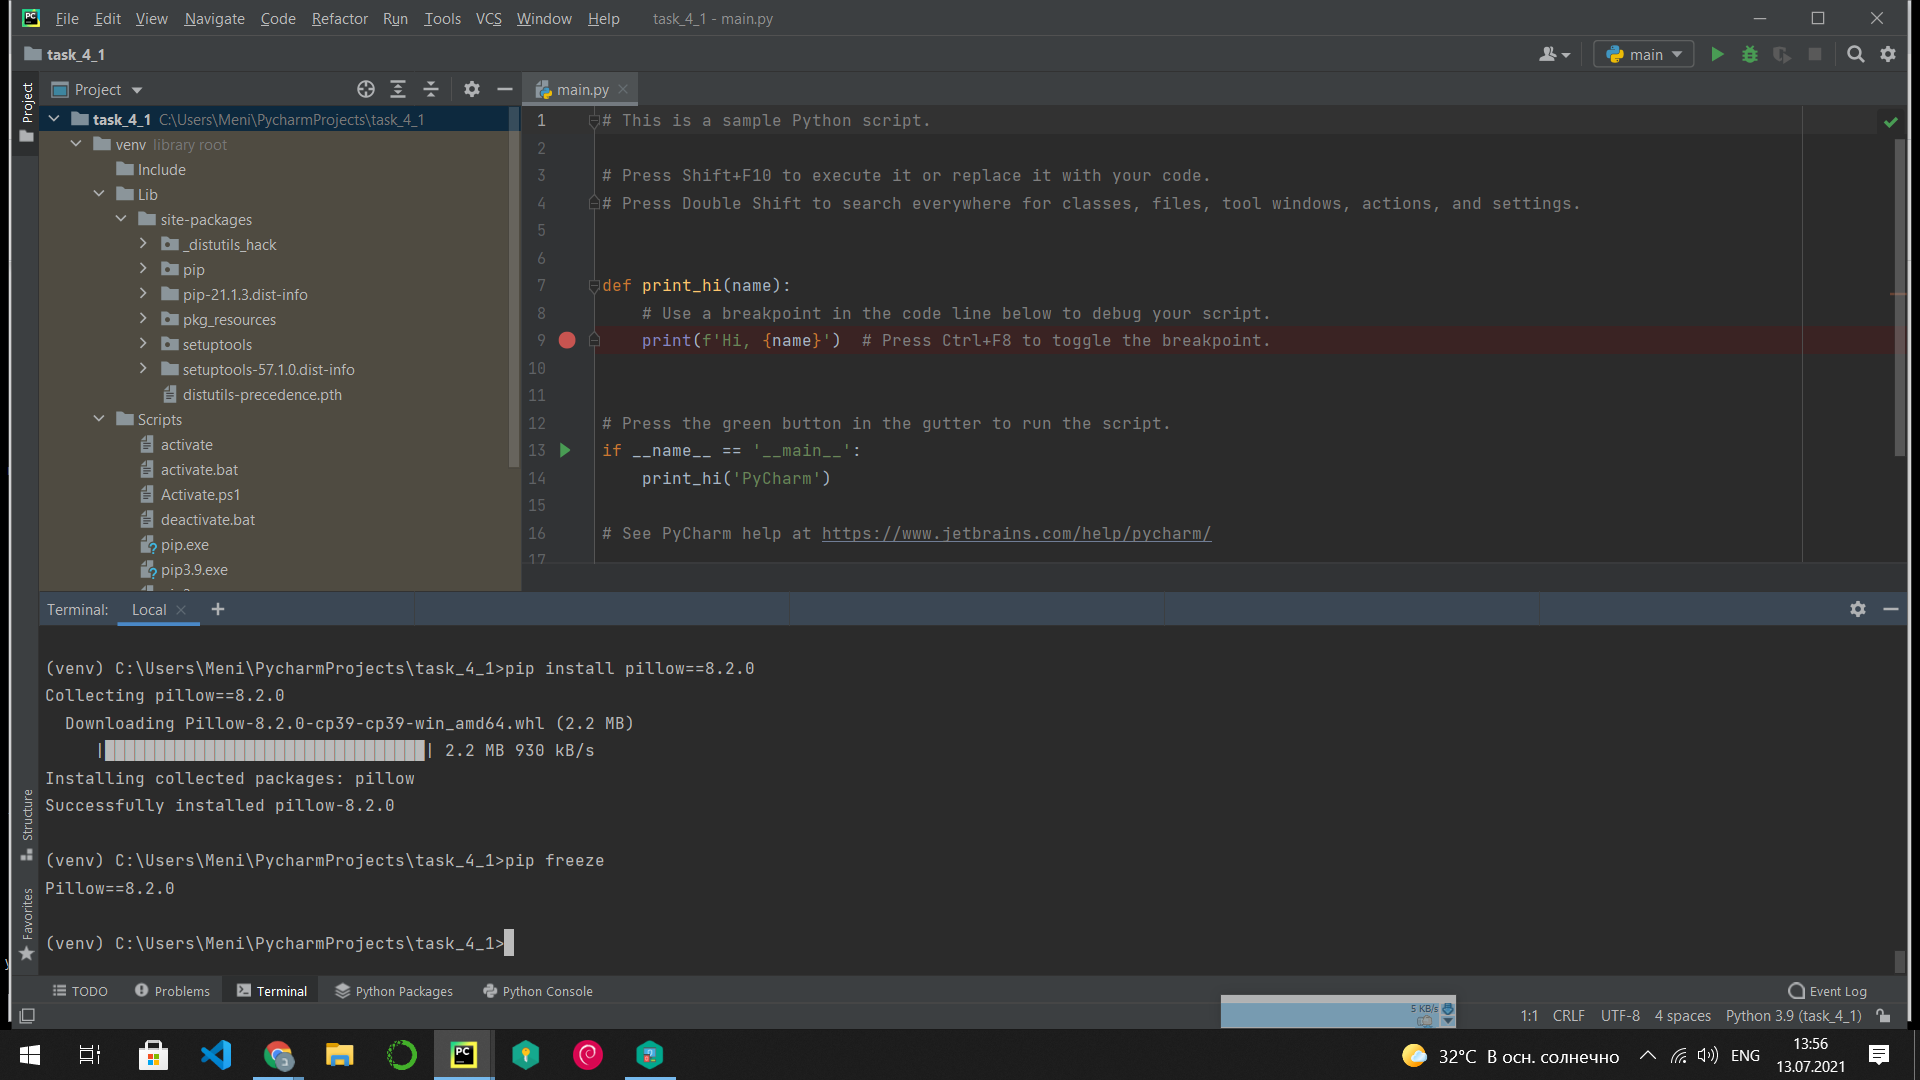 File Edit View Navigate Code Refactor Run Tools VCS Window Help task_4_1 - main.py
task_4_1
main
Project
Project
main.py
task_4_1 C:\Users\Meni\PycharmProjects\task_4_1
venv library root
Include
Lib
site-packages
_distutils_hack
pip
pip-21.1.3.dist-info
pkg_resources
setuptools
setuptools-57.1.0.dist-info
distutils-precedence.pth
Scripts
activate
activate.bat
Activate.ps1
deactivate.bat
pip.exe
pip3.9.exe
1 # This is a sample Python script.
2
3 # Press Shift+F10 to execute it or replace it with your code.
4 # Press Double Shift to search everywhere for classes, files, tool windows, actions, and settings.
5
6
7 def print_hi(name):
8 # Use a breakpoint in the code line below to debug your script.
9 print(f'Hi, {name}') # Press Ctrl+F8 to toggle the breakpoint.
10
11
12 # Press the green button in the gutter to run the script.
13 if __name__ == '__main__':
14 print_hi('PyCharm')
15
16 # See PyCharm help at https://www.jetbrains.com/help/pycharm/
17
Terminal: Local
(venv) C:\Users\Meni\PycharmProjects\task_4_1>pip install pillow==8.2.0
Collecting pillow==8.2.0
Downloading Pillow-8.2.0-cp39-cp39-win_amd64.whl (2.2 MB)
| | 2.2 MB 930 kB/s
Installing collected packages: pillow
Successfully installed pillow-8.2.0
(venv) C:\Users\Meni\PycharmProjects\task_4_1>pip freeze
Pillow==8.2.0
(venv) C:\Users\Meni\PycharmProjects\task_4_1>
Structure
Favorites
TODO Problems Terminal Python Packages Python Console Event Log
5 KB/s
1:1 CRLF UTF-8 4 spaces Python 3.9 (task_4_1)
PC
32°C В осн. солнечно ENG
13:56
13.07.2021